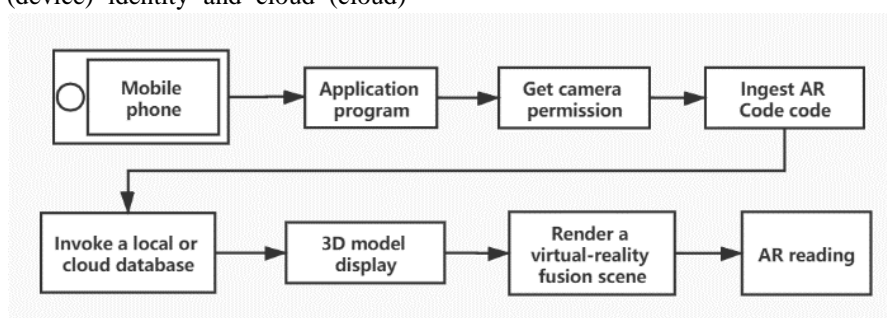 (device) identity and cloud (cloud)
Mobile
phone
Application
program
Get camera
permission
Ingest AR
Code code
Invoke a local or
cloud database
3D model
display
Render a
virtual-reality
fusion scene
AR reading